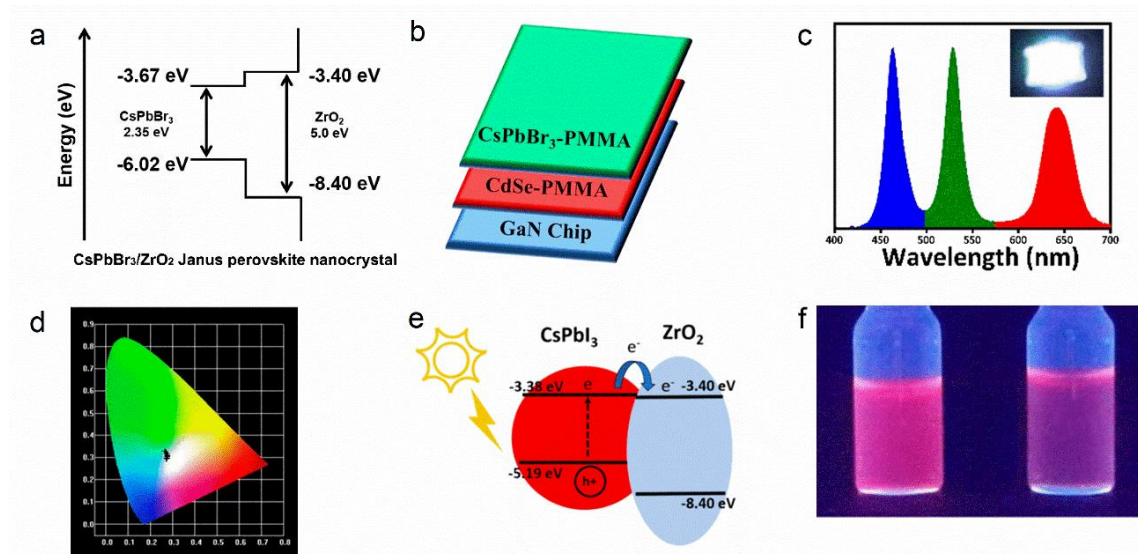 a
Energy (eV)
-3.67 eV
-3.40 eV
CsPbBr₃
2.35 eV
ZrO₂
5.0 eV
-6.02 eV
-8.40 eV
CsPbBr₃/ZrO₂ Janus perovskite nanocrystal
b
CsPbBr₃-PMMA
CdSe-PMMA
GaN Chip
c
400 450 500 550 600 650 700
Wavelength (nm)
d
0.9
0.8
0.7
0.6
0.5
0.4
0.3
0.2
0.1
0.0
0.0 0.1 0.2 0.3 0.4 0.5 0.6 0.7 0.8
e
CsPbI₃
ZrO₂
e⁻
-3.38 eV
e
e⁻
-3.40 eV
-5.19 eV
h+
-8.40 eV
f